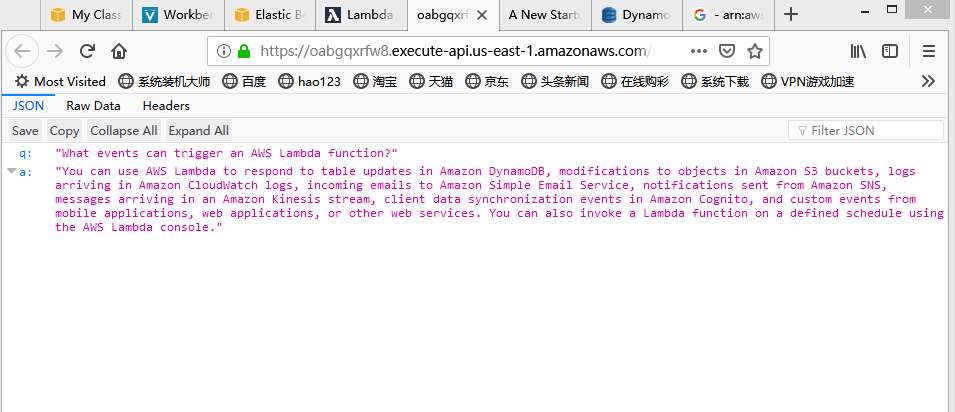 My Class
Workber
Elastic Be
Lambda
oabgqxrf
A New Startu
Dynamo
- arn:aws
https://oabgqxrfw8.execute-api.us-east-1.amazonaws.com/
Most Visited
系统装机大师
百度
hao123
淘宝
天猫
京东
头条新闻
在线购彩
系统下载
VPN游戏加速
JSON
Raw Data
Headers
Save
Copy
Collapse All
Expand All
Filter JSON
q: "What events can trigger an AWS Lambda function?"
a: "You can use AWS Lambda to respond to table updates in Amazon DynamoDB, modifications to objects in Amazon S3 buckets, logs
arriving in Amazon CloudWatch logs, incoming emails to Amazon Simple Email Service, notifications sent from Amazon SNS,
messages arriving in an Amazon Kinesis stream, client data synchronization events in Amazon Cognito, and custom events from
mobile applications, web applications, or other web services. You can also invoke a Lambda function on a defined schedule using
the AWS Lambda console."